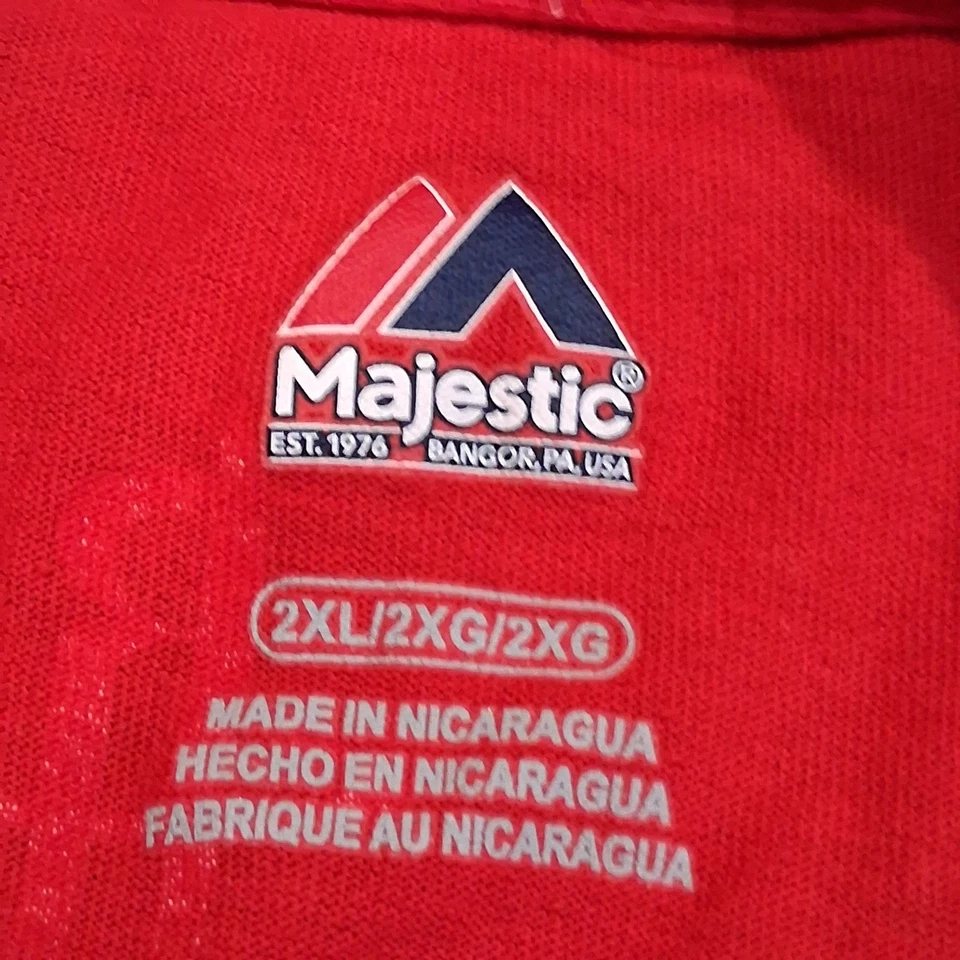 Majestic®
EST. 1976 BANGOR, PA, USA
2XL/2XG/2XG
MADE IN NICARAGUA
HECHO EN NICARAGUA
FABRIQUE AU NICARAGUA